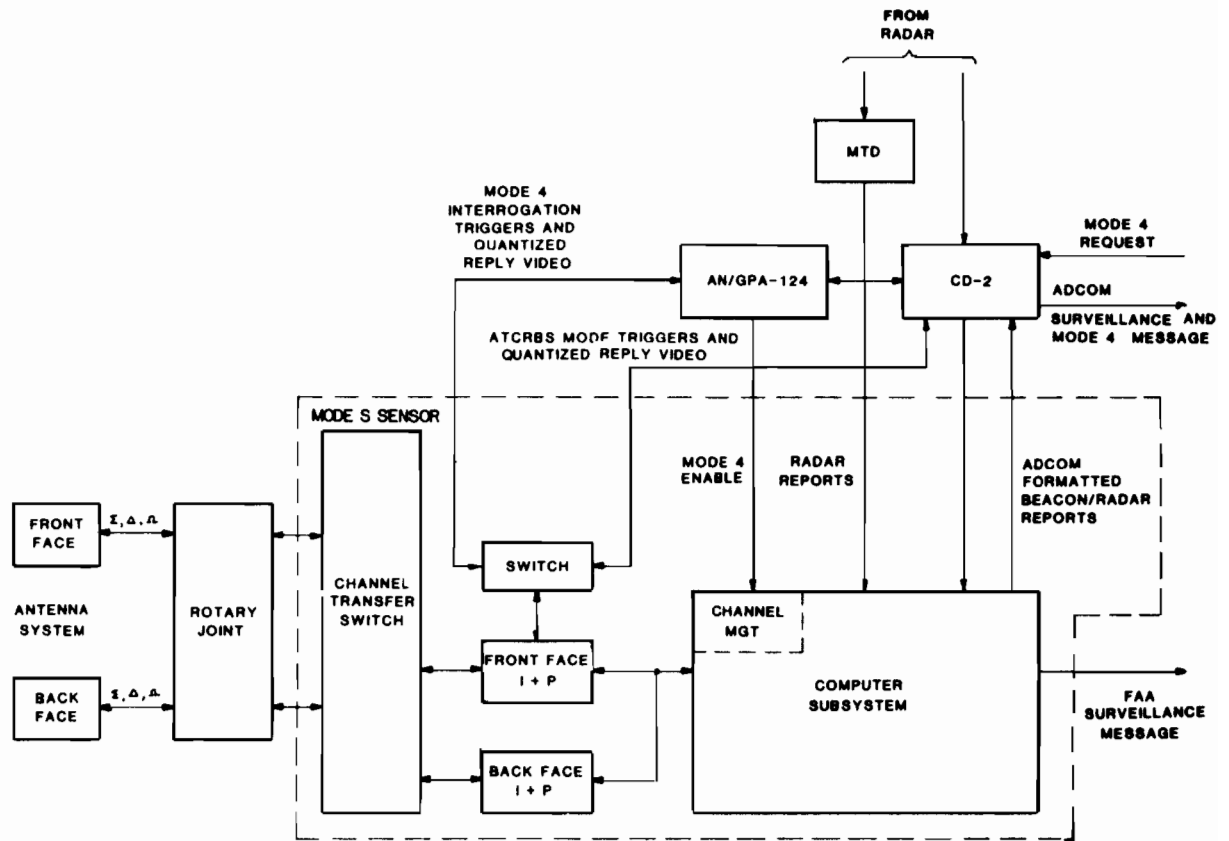 FROM
RADAR
MTD
MODE 4
INTERROGATION
TRIGGERS AND
QUANTIZED
REPLY VIDEO
AN/GPA-124
CD-2
MODE 4
REQUEST
ADCOM
SURVEILLANCE AND
MODE 4 MESSAGE
ATCRBS MODE TRIGGERS AND
QUANTIZED REPLY VIDEO
MODE S SENSOR
MODE 4
ENABLE
RADAR
REPORTS
ADCOM
FORMATTED
BEACON/RADAR
REPORTS
FRONT
FACE
Σ, Δ, Ω
ANTENNA
SYSTEM
BACK
FACE
Σ, Δ, Ω
ROTARY
JOINT
CHANNEL
TRANSFER
SWITCH
SWITCH
FRONT FACE
I + P
BACK FACE
I + P
CHANNEL
MGT
COMPUTER
SUBSYSTEM
FAA
SURVEILLANCE
MESSAGE